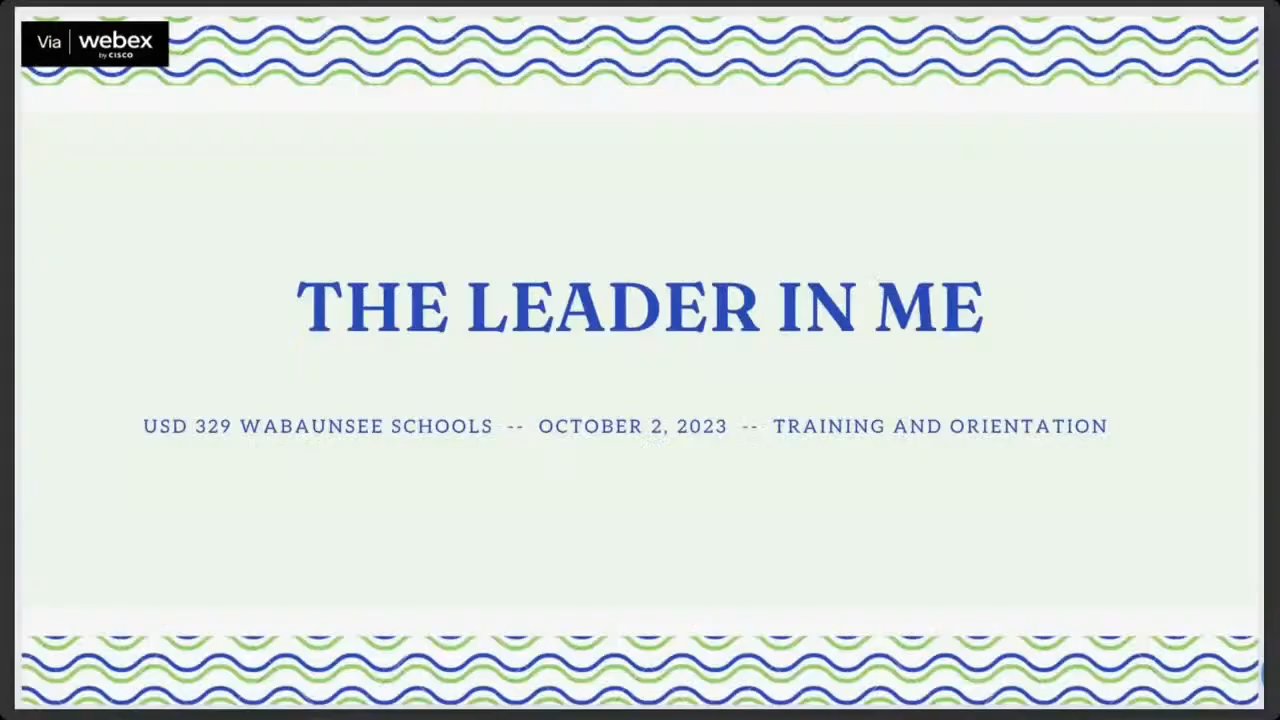 Via webex
by CISCO
THE LEADER IN ME
USD 329 WABAUNSEE SCHOOLS -- OCTOBER 2, 2023 -- TRAINING AND ORIENTATION